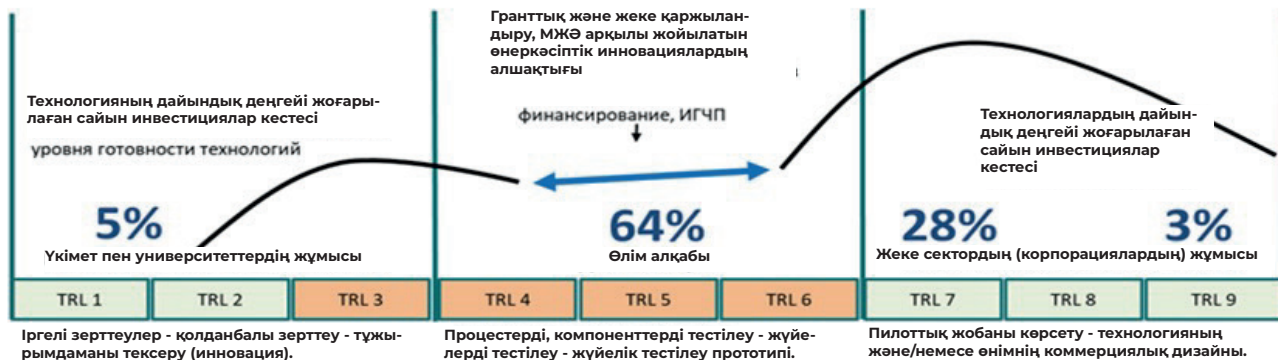 Гранттық және жеке қаржылан-
дыру, МЖӘ арқылы жойылатын
өнеркәсіптік инновациялардың
алшақтығы
Технологияның дайындық деңгейі жоғары-
лаған сайын инвестициялар кестесі
уровня готовности технологий
финансирование, ИГЧП
Технологиялардың дайын-
дық деңгейі жоғарылаған
сайын инвестициялар
кестесі
5%
Үкімет пен университеттердің жұмысы
64%
Өлім алқабы
28%
3%
Жеке сектордың (корпорациялардың) жұмысы
TRL 1
TRL 2
TRL 3
TRL 4
TRL 5
TRL 6
TRL 7
TRL 8
TRL 9
Іргелі зерттеулер - қолданбалы зерттеу - тұжы-
рымдаманы тексеру (инновация).
Процестерді, компоненттерді тестілеу - жүйе-
лерді тестілеу - жүйелік тестілеу прототипі.
Пилоттық жобаны көрсету - технологияның
және/немесе өнімнің коммерциялық дизайны.